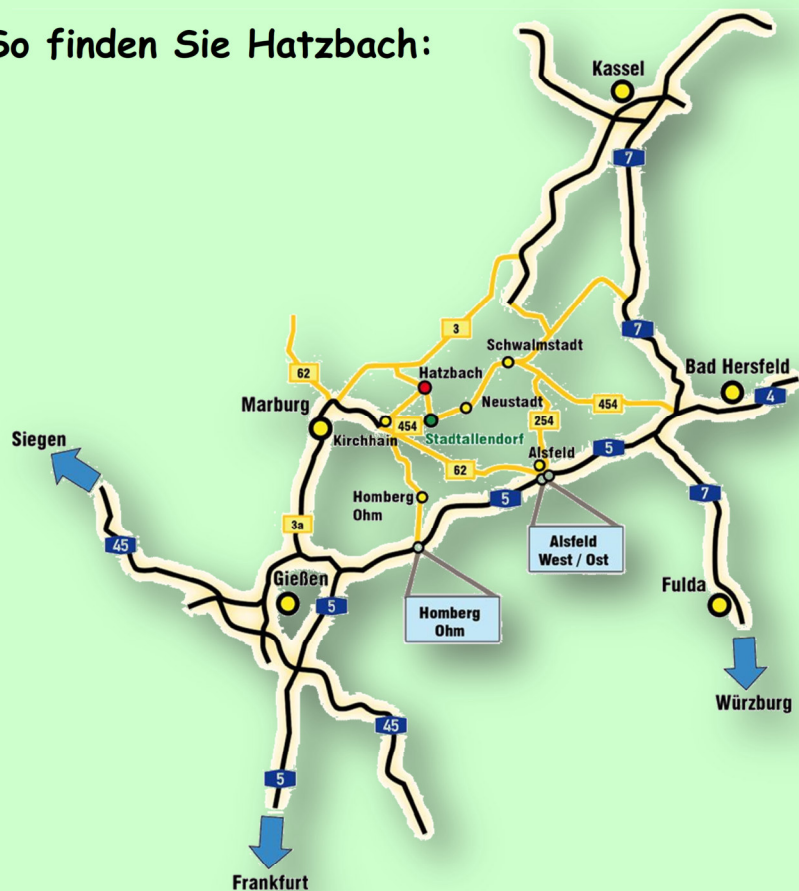 So finden Sie Hatzbach:
Kassel
7
3
7
Schwalmstadt
62
Hatzbach
Bad Hersfeld
4
Marburg
Neustadt
454
454
254
Siegen
Kirchhain
Stadtallendorf
5
Alsfeld
62
7
Homberg
Ohm
5
3a
45
Alsfeld
West / Ost
Gießen
5
Fulda
Homberg
Ohm
Würzburg
45
5
Frankfurt